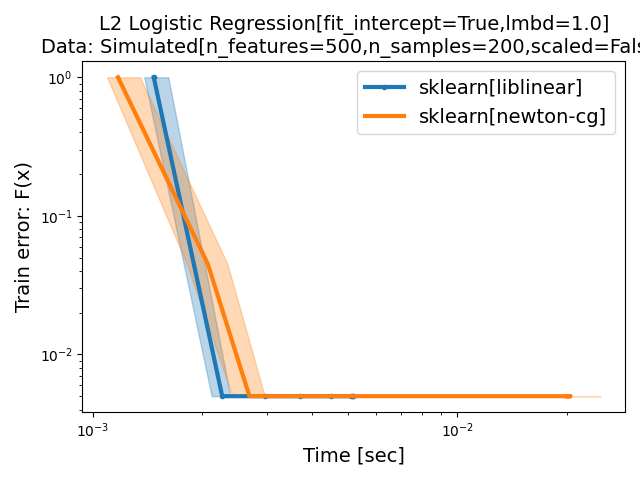 L2 Logistic Regression[fit_intercept=True,lmbd=1.0]
Data: Simulated[n_features=500,n_samples=200,scaled=Fals
sklearn[liblinear]
sklearn[newton-cg]
Train error: F(x)
10⁰
10⁻¹
10⁻²
10⁻³
10⁻²
Time [sec]